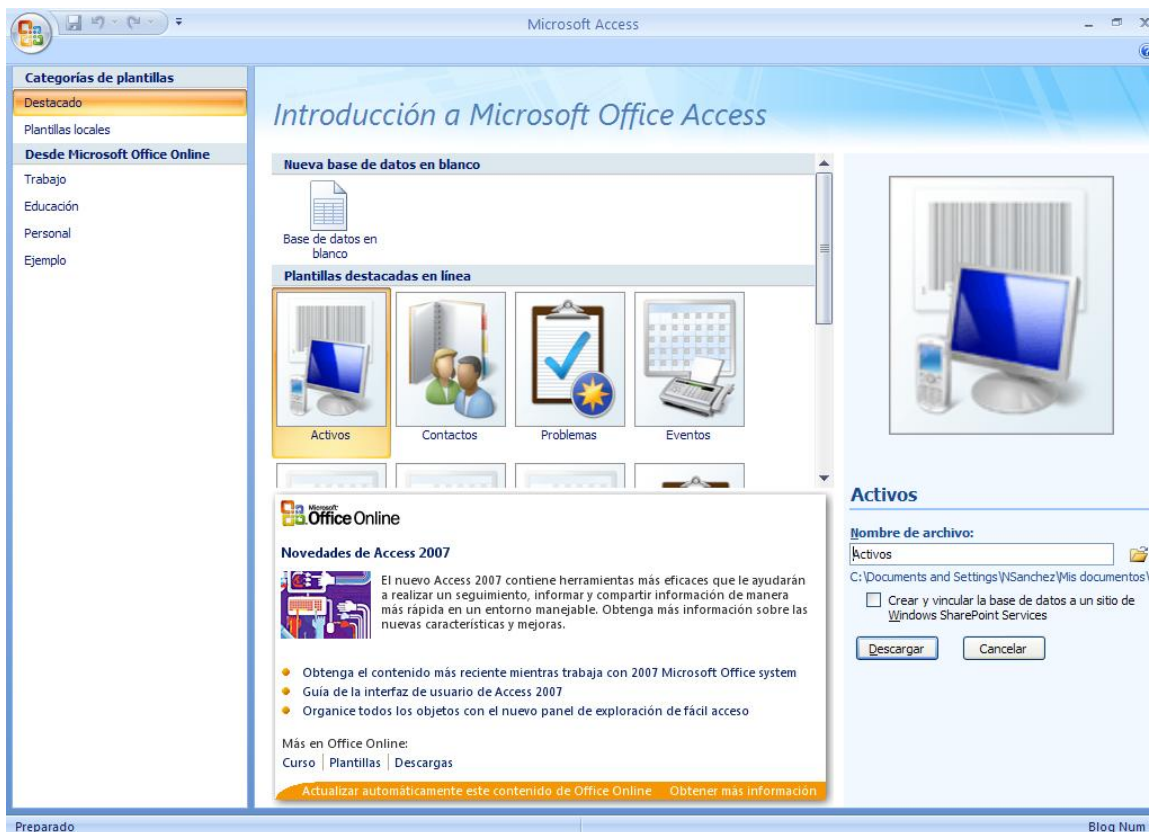 Microsoft Access
Categorías de plantillas
Destacado
Plantillas locales
Desde Microsoft Office Online
Trabajo
Educación
Personal
Ejemplo
Introducción a Microsoft Office Access
Nueva base de datos en blanco
Base de datos en
blanco
Plantillas destacadas en línea
Activos
Contactos
Problemas
Eventos
Microsoft
Office Online
Novedades de Access 2007
El nuevo Access 2007 contiene herramientas más eficaces que le ayudarán
a realizar un seguimiento, informar y compartir información de manera
más rápida en un entorno manejable. Obtenga más información sobre las
nuevas características y mejoras.
Obtenga el contenido más reciente mientras trabaja con 2007 Microsoft Office system
Guía de la interfaz de usuario de Access 2007
Organice todos los objetos con el nuevo panel de exploración de fácil acceso
Más en Office Online:
Curso | Plantillas | Descargas
Actualizar automáticamente este contenido de Office Online Obtener más información
Activos
Nombre de archivo:
Activos
C:\Documents and Settings\NSanchez\Mis documentos\
Crear y vincular la base de datos a un sitio de
Windows SharePoint Services
Descargar
Cancelar
Preparado
Bloq Num